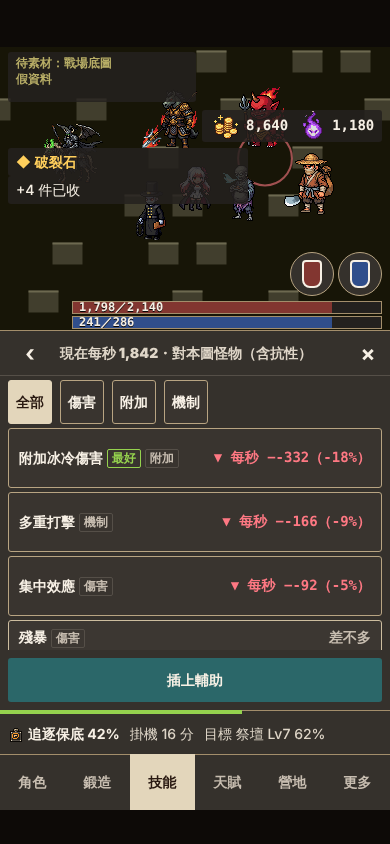 待素材：戰場底圖
假資料
8,640
1,180
◆ 破裂石
+4 件已收
1,798／2,140
241／286
‹ 現在每秒 1,842・對本圖怪物（含抗性） ×
全部 傷害 附加 機制
附加冰冷傷害 最好 附加 ▼ 每秒 −-332（-18%）
多重打擊 機制 ▼ 每秒 −-166（-9%）
集中效應 傷害 ▼ 每秒 −-92（-5%）
殘暴 傷害 差不多
插上輔助
追逐保底 42% 掛機 16 分 目標 祭壇 Lv7 62%
角色 鍛造 技能 天賦 營地 更多